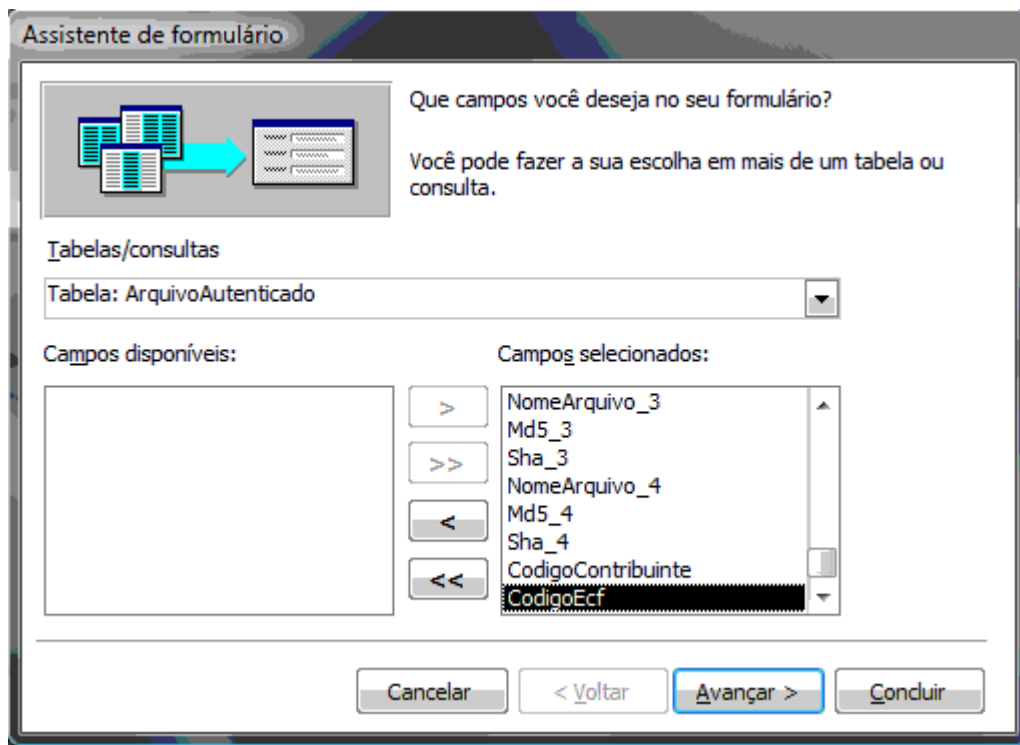 Assistente de formulário
Que campos você deseja no seu formulário?
Você pode fazer a sua escolha em mais de um tabela ou
consulta.
Tabelas/consultas
Tabela: ArquivoAutenticado
Campos disponíveis:
Campos selecionados:
>
>>
<
<<
NomeArquivo_3
Md5_3
Sha_3
NomeArquivo_4
Md5_4
Sha_4
CodigoContribuinte
CodigoEcf
Cancelar
< Voltar
Avançar >
Concluir